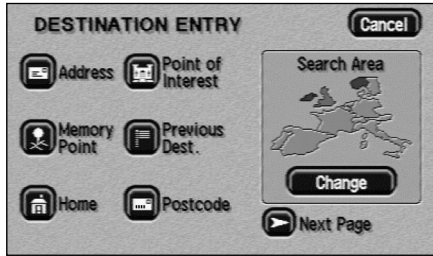 DESTINATION ENTRY
Cancel
Address
Point of
Interest
Search Area
Memory
Point
Previous
Dest.
Change
Home
Postcode
Next Page